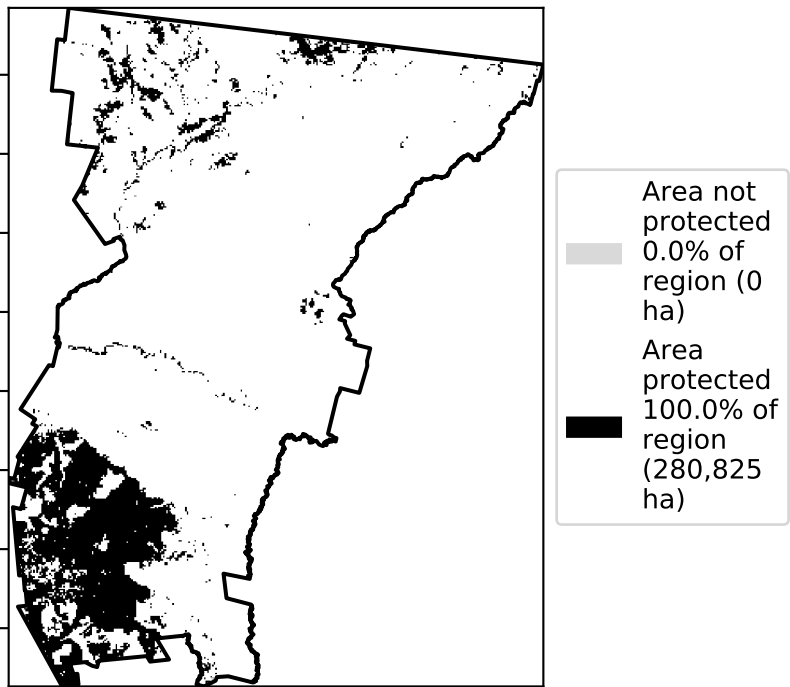 Area not
protected
0.0% of
region (0
ha)
Area
protected
100.0% of
region
(280,825
ha)